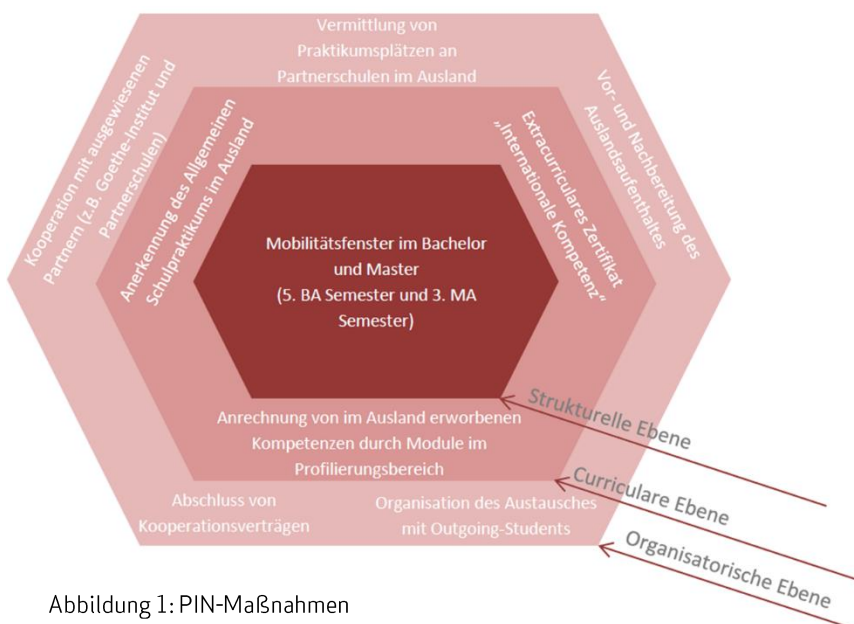 Vermittlung von
Praktikumsplätzen an
Partnerschulen im Ausland
Kooperation mit ausgewiesenen
Partnern (z.B. Goethe-Institut und
Partnerschulen)
Vor- und Nachbereitung des
Auslandsaufenthaltes
Anerkennung des Allgemeinen
Schulpraktikums im Ausland
Extracurriculares Zertifikat
„Internationale Kompetenz“
Mobilitätsfenster im Bachelor
und Master
(5. BA Semester und 3. MA
Semester)
Anrechnung von im Ausland erworbenen
Kompetenzen durch Module im
Profilierungsbereich
Abschluss von
Kooperationsverträgen
Organisation des Austausches
mit Outgoing-Students
Strukturelle Ebene
Curriculare Ebene
Organisatorische Ebene
Abbildung 1: PIN-Maßnahmen